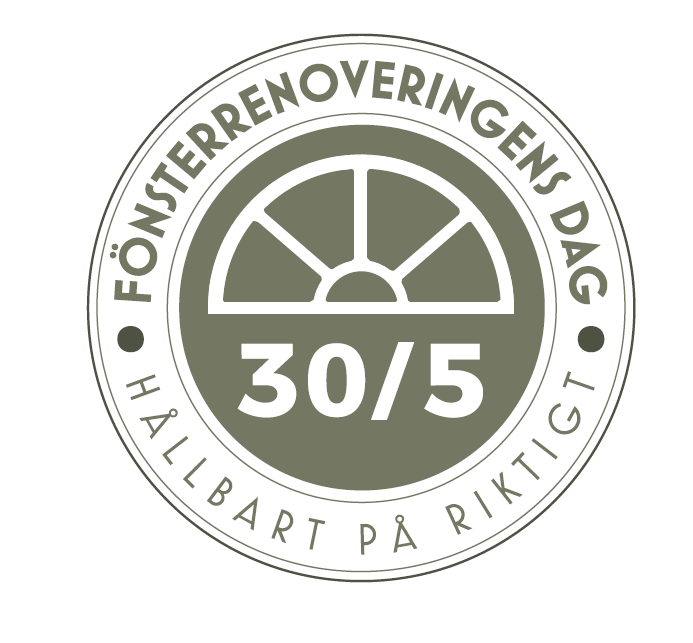 FÖNSTERRENOVERINGENS DAG
30/5
HÅLLBART PÅ RIKTIGT